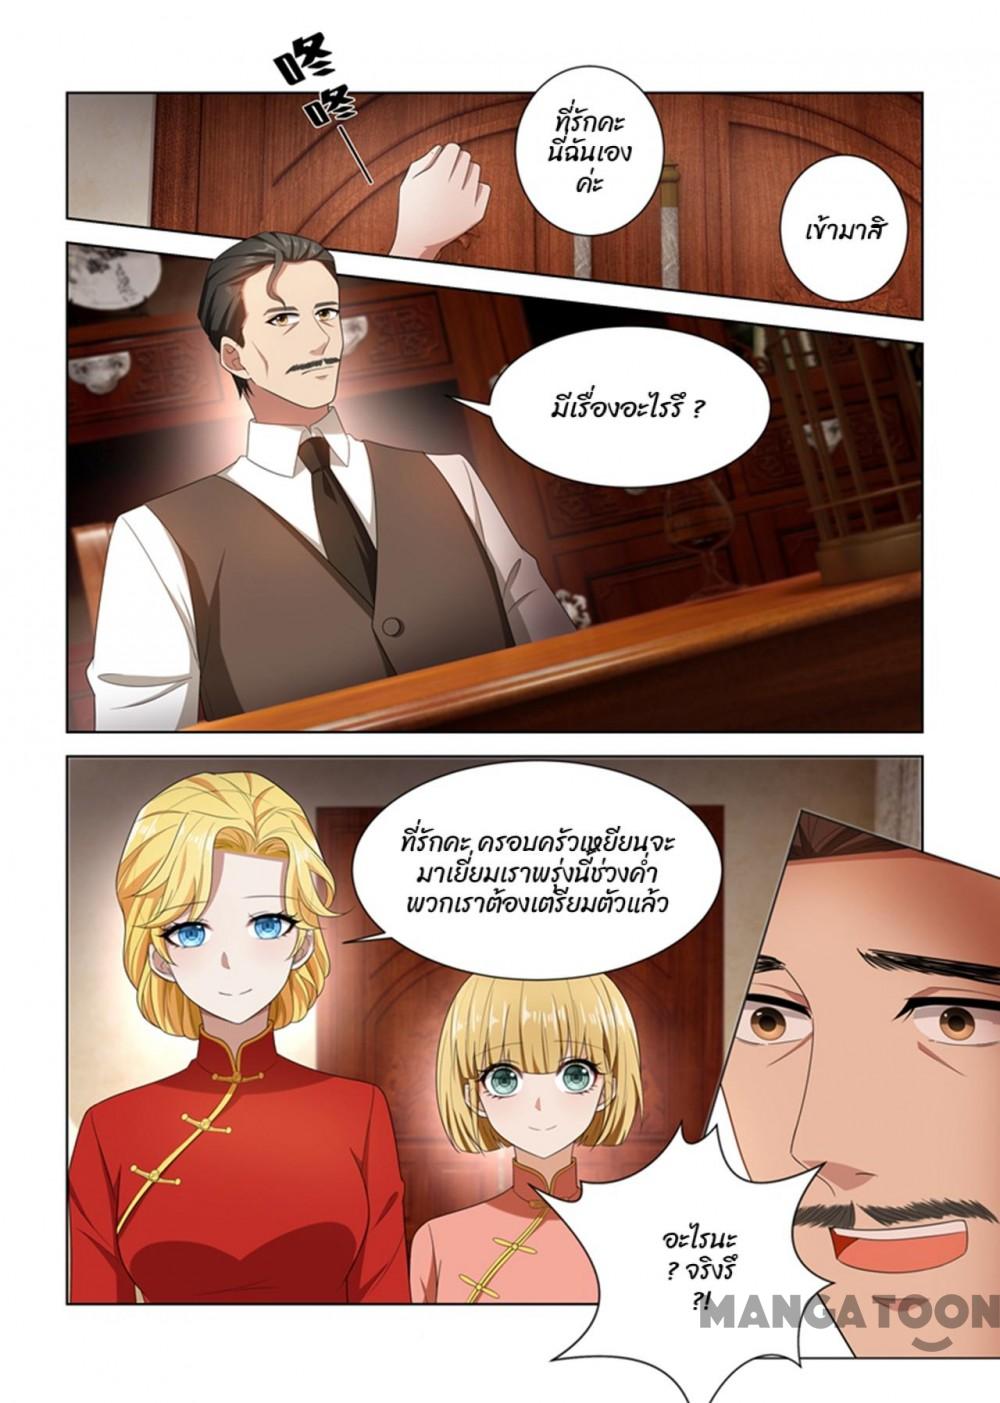 咚
咚
ที่รักคะ
นี่ฉันเอง
ค่ะ
เข้ามาสิ
มีเรื่องอะไรรึ ?
ที่รักคะ ครอบครัวเหยียนจะ
มาเยี่ยมเราพรุ่งนี้ช่วงค่ำ
พวกเราต้องเตรียมตัวแล้ว
อะไรนะ
? จริงรึ
?!
MANGATOON